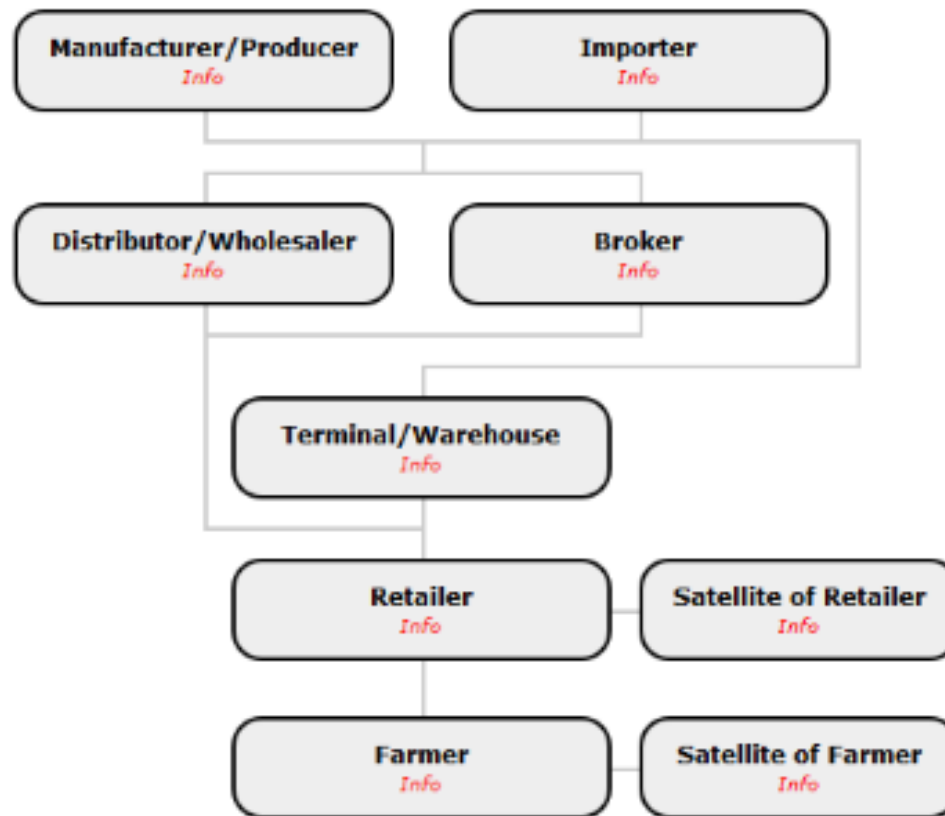 Manufacturer/Producer
Info
Importer
Info
Distributor/Wholesaler
Info
Broker
Info
Terminal/Warehouse
Info
Retailer
Info
Satellite of Retailer
Info
Farmer
Info
Satellite of Farmer
Info